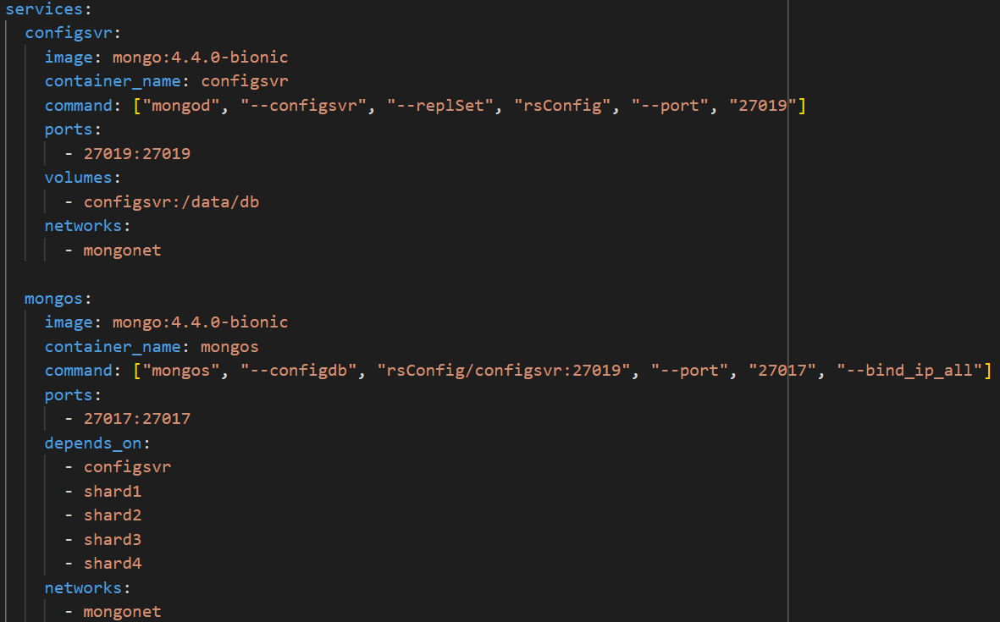 services:
  configsvr:
    image: mongo:4.4.0-bionic
    container_name: configsvr
    command: ["mongod", "--configsvr", "--replSet", "rsConfig", "--port", "27019"]
    ports:
      - 27019:27019
    volumes:
      - configsvr:/data/db
    networks:
      - mongonet

  mongos:
    image: mongo:4.4.0-bionic
    container_name: mongos
    command: ["mongos", "--configdb", "rsConfig/configsvr:27019", "--port", "27017", "--bind_ip_all"]
    ports:
      - 27017:27017
    depends_on:
      - configsvr
      - shard1
      - shard2
      - shard3
      - shard4
    networks:
      - mongonet